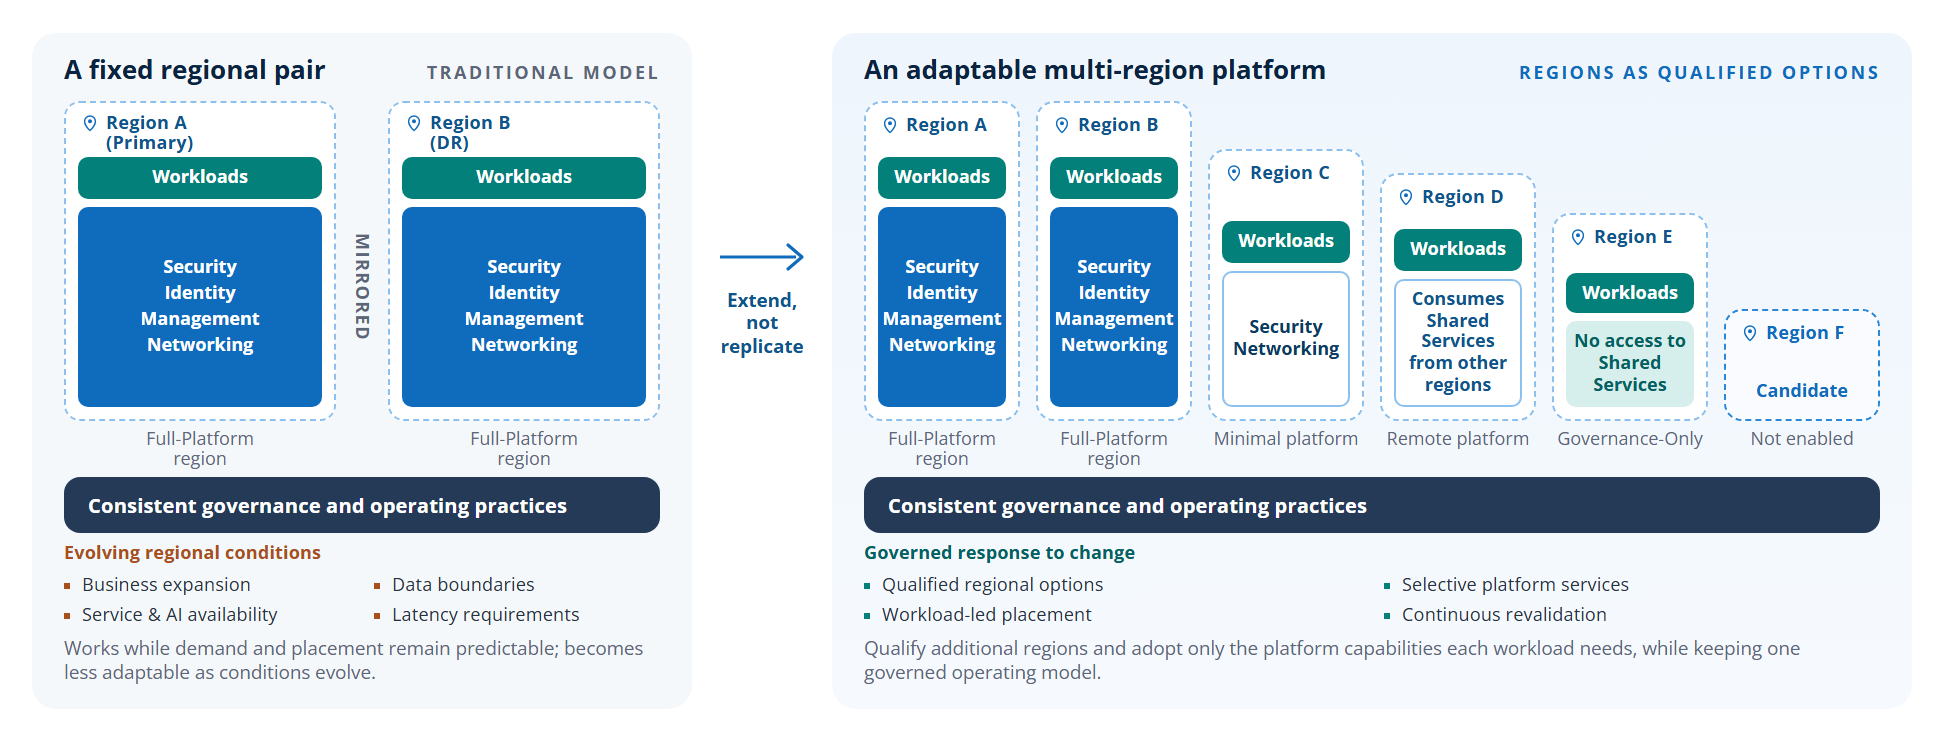 A fixed regional pair
TRADITIONAL MODEL
Region A
(Primary)
Workloads
Security
Identity
Management
Networking
Full-Platform
region
MIRRORED
Region B
(DR)
Workloads
Security
Identity
Management
Networking
Full-Platform
region
Consistent governance and operating practices
Evolving regional conditions
Business expansion
Data boundaries
Service & AI availability
Latency requirements
Works while demand and placement remain predictable; becomes
less adaptable as conditions evolve.
Extend,
not
replicate
An adaptable multi-region platform
REGIONS AS QUALIFIED OPTIONS
Region A
Workloads
Security
Identity
Management
Networking
Full-Platform
region
Region B
Workloads
Security
Identity
Management
Networking
Full-Platform
region
Region C
Workloads
Security
Networking
Minimal platform
Region D
Workloads
Consumes
Shared
Services
from other
regions
Remote platform
Region E
Workloads
No access to
Shared
Services
Governance-Only
Region F
Candidate
Not enabled
Consistent governance and operating practices
Governed response to change
Qualified regional options
Selective platform services
Workload-led placement
Continuous revalidation
Qualify additional regions and adopt only the platform capabilities each workload needs, while keeping one
governed operating model.